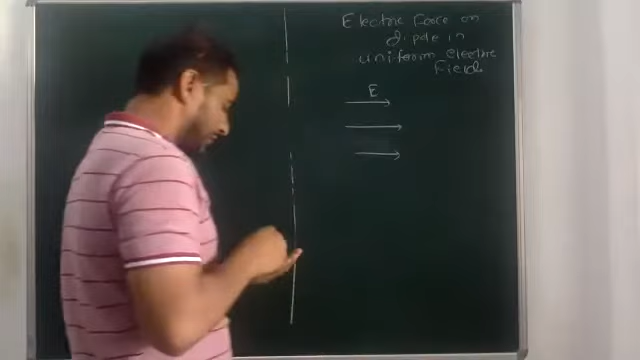 Electric Force on
dipole in
uniform electric
Field
E